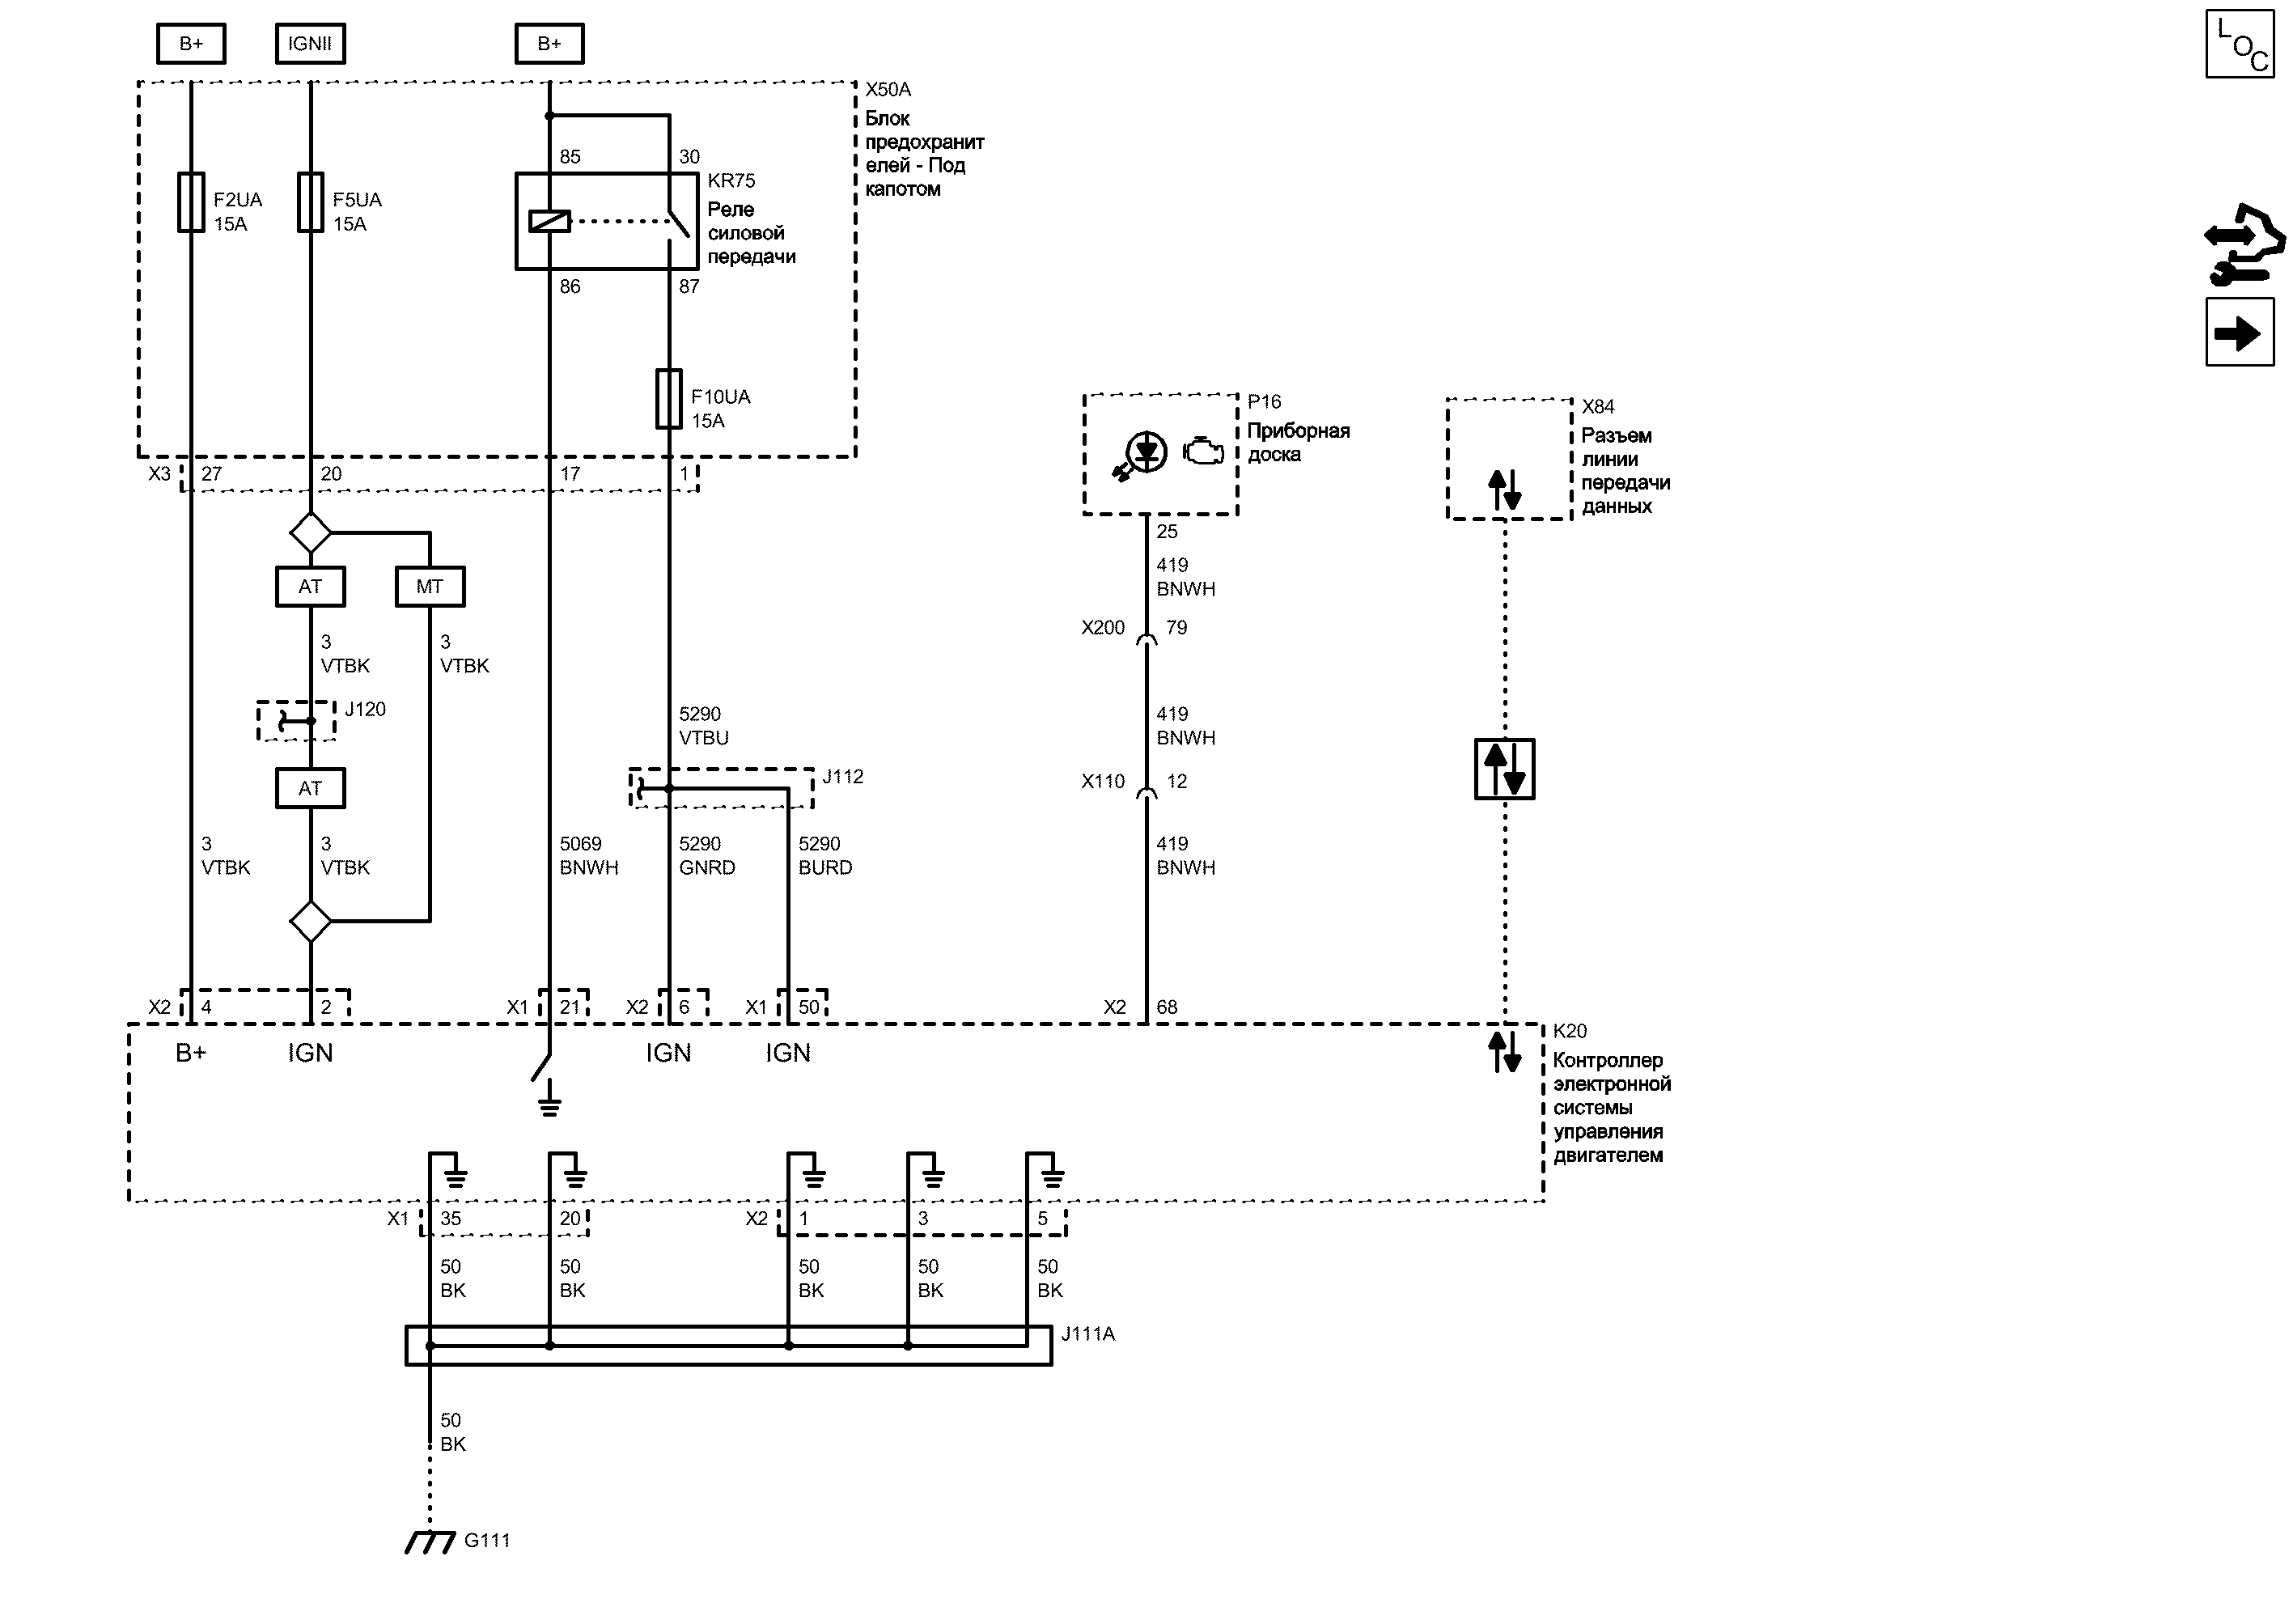 B+ IGNII B+
LOC
X50A
Блок
предохранит
елей - Под
капотом
85 30
KR75
Реле
силовой
передачи
F2UA
15A
F5UA
15A
86 87
F10UA
15A
P16
Приборная
доска
X84
Разъем
линии
передачи
данных
X3 27 20 17 1
25
419
BNWH
AT MT
X200 79
3
VTBK
3
VTBK
J120
5290
VTBU
419
BNWH
J112
X110 12
AT
3
VTBK
3
VTBK
5069
BNWH
5290
GNRD
5290
BURD
419
BNWH
X2 4 2 X1 21 X2 6 X1 50 X2 68
B+ IGN IGN IGN
K20
Контроллер
электронной
системы
управления
двигателем
X1 35 20 X2 1 3 5
50
BK
50
BK
50
BK
50
BK
50
BK
J111A
50
BK
G111